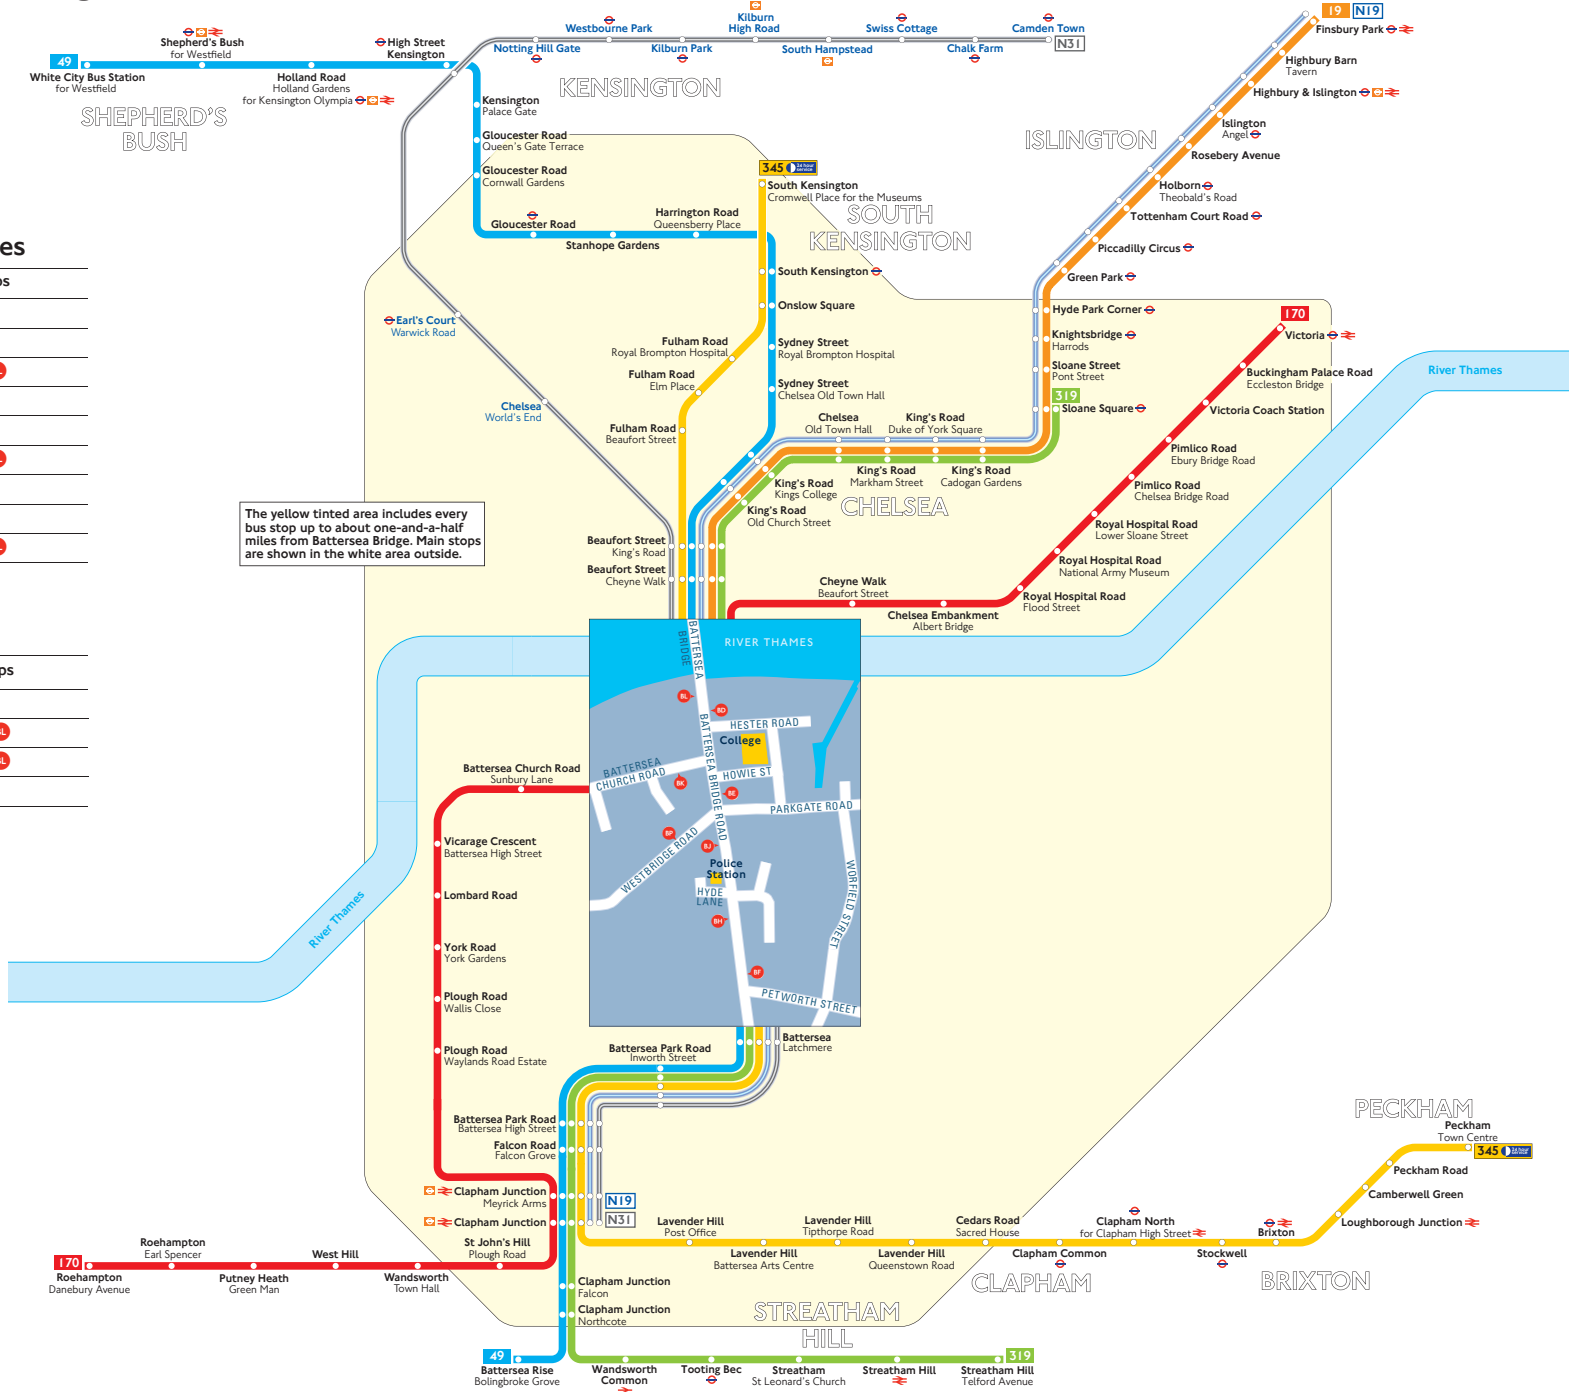 es
os
ps
BL
BL
49
White City Bus Station
for Westfield
Shepherd's Bush
for Westfield
Holland Road
Holland Gardens
for Kensington Olympia
High Street
Kensington
SHEPHERD'S
BUSH
Notting Hill Gate
Westbourne Park
Kilburn Park
Kilburn
High Road
South Hampstead
Swiss Cottage
Chalk Farm
Camden Town
N31
KENSINGTON
Kensington
Palace Gate
Gloucester Road
Queen's Gate Terrace
Gloucester Road
Cornwall Gardens
Gloucester Road
Stanhope Gardens
Harrington Road
Queensberry Place
345
24 hour
service
South Kensington
Cromwell Place for the Museums
SOUTH
KENSINGTON
South Kensington
Onslow Square
Sydney Street
Royal Brompton Hospital
Sydney Street
Chelsea Old Town Hall
Fulham Road
Royal Brompton Hospital
Fulham Road
Elm Place
Fulham Road
Beaufort Street
Earl's Court
Warwick Road
Chelsea
World's End
19
N19
Finsbury Park
Highbury Barn
Tavern
Highbury & Islington
Islington
Angel
Rosebery Avenue
ISLINGTON
Holborn
Theobald's Road
Tottenham Court Road
Piccadilly Circus
Green Park
Hyde Park Corner
Knightsbridge
Harrods
Sloane Street
Pont Street
319
Sloane Square
Chelsea
Old Town Hall
King's Road
Duke of York Square
King's Road
Markham Street
King's Road
Cadogan Gardens
King's Road
Kings College
King's Road
Old Church Street
CHELSEA
170
Victoria
Buckingham Palace Road
Eccleston Bridge
Victoria Coach Station
Pimlico Road
Ebury Bridge Road
Pimlico Road
Chelsea Bridge Road
Royal Hospital Road
Lower Sloane Street
Royal Hospital Road
National Army Museum
Royal Hospital Road
Flood Street
Cheyne Walk
Beaufort Street
Chelsea Embankment
Albert Bridge
River Thames
The yellow tinted area includes every
bus stop up to about one-and-a-half
miles from Battersea Bridge. Main stops
are shown in the white area outside.
Beaufort Street
King's Road
Beaufort Street
Cheyne Walk
RIVER THAMES
BATTERSEA
BRIDGE
BL
BD
HESTER ROAD
College
BATTERSEA BRIDGE ROAD
BATTERSEA
CHURCH ROAD
HOWIE ST
BK
BE
PARKGATE ROAD
BP
BJ
WESTBRIDGE ROAD
Police
Station
HYDE
LANE
WORFIELD STREET
BH
BF
PETWORTH STREET
Battersea Church Road
Sunbury Lane
Vicarage Crescent
Battersea High Street
Lombard Road
York Road
York Gardens
Plough Road
Wallis Close
Plough Road
Waylands Road Estate
River Thames
Battersea
Latchmere
Battersea Park Road
Inworth Street
Battersea Park Road
Battersea High Street
Falcon Road
Falcon Grove
Clapham Junction
Meyrick Arms
Clapham Junction
N19
N31
St John's Hill
Plough Road
170
Roehampton
Danebury Avenue
Roehampton
Earl Spencer
Putney Heath
Green Man
West Hill
Wandsworth
Town Hall
Lavender Hill
Post Office
Lavender Hill
Battersea Arts Centre
Lavender Hill
Tipthorpe Road
Lavender Hill
Queenstown Road
Cedars Road
Sacred House
Clapham Common
Clapham North
for Clapham High Street
Stockwell
Brixton
Loughborough Junction
Camberwell Green
Peckham Road
Peckham
Town Centre
345
24 hour
service
PECKHAM
CLAPHAM
BRIXTON
Clapham Junction
Falcon
Clapham Junction
Northcote
STREATHAM
HILL
49
Battersea Rise
Bolingbroke Grove
Wandsworth
Common
Tooting Bec
Streatham
St Leonard's Church
Streatham Hill
Streatham Hill
Telford Avenue
319